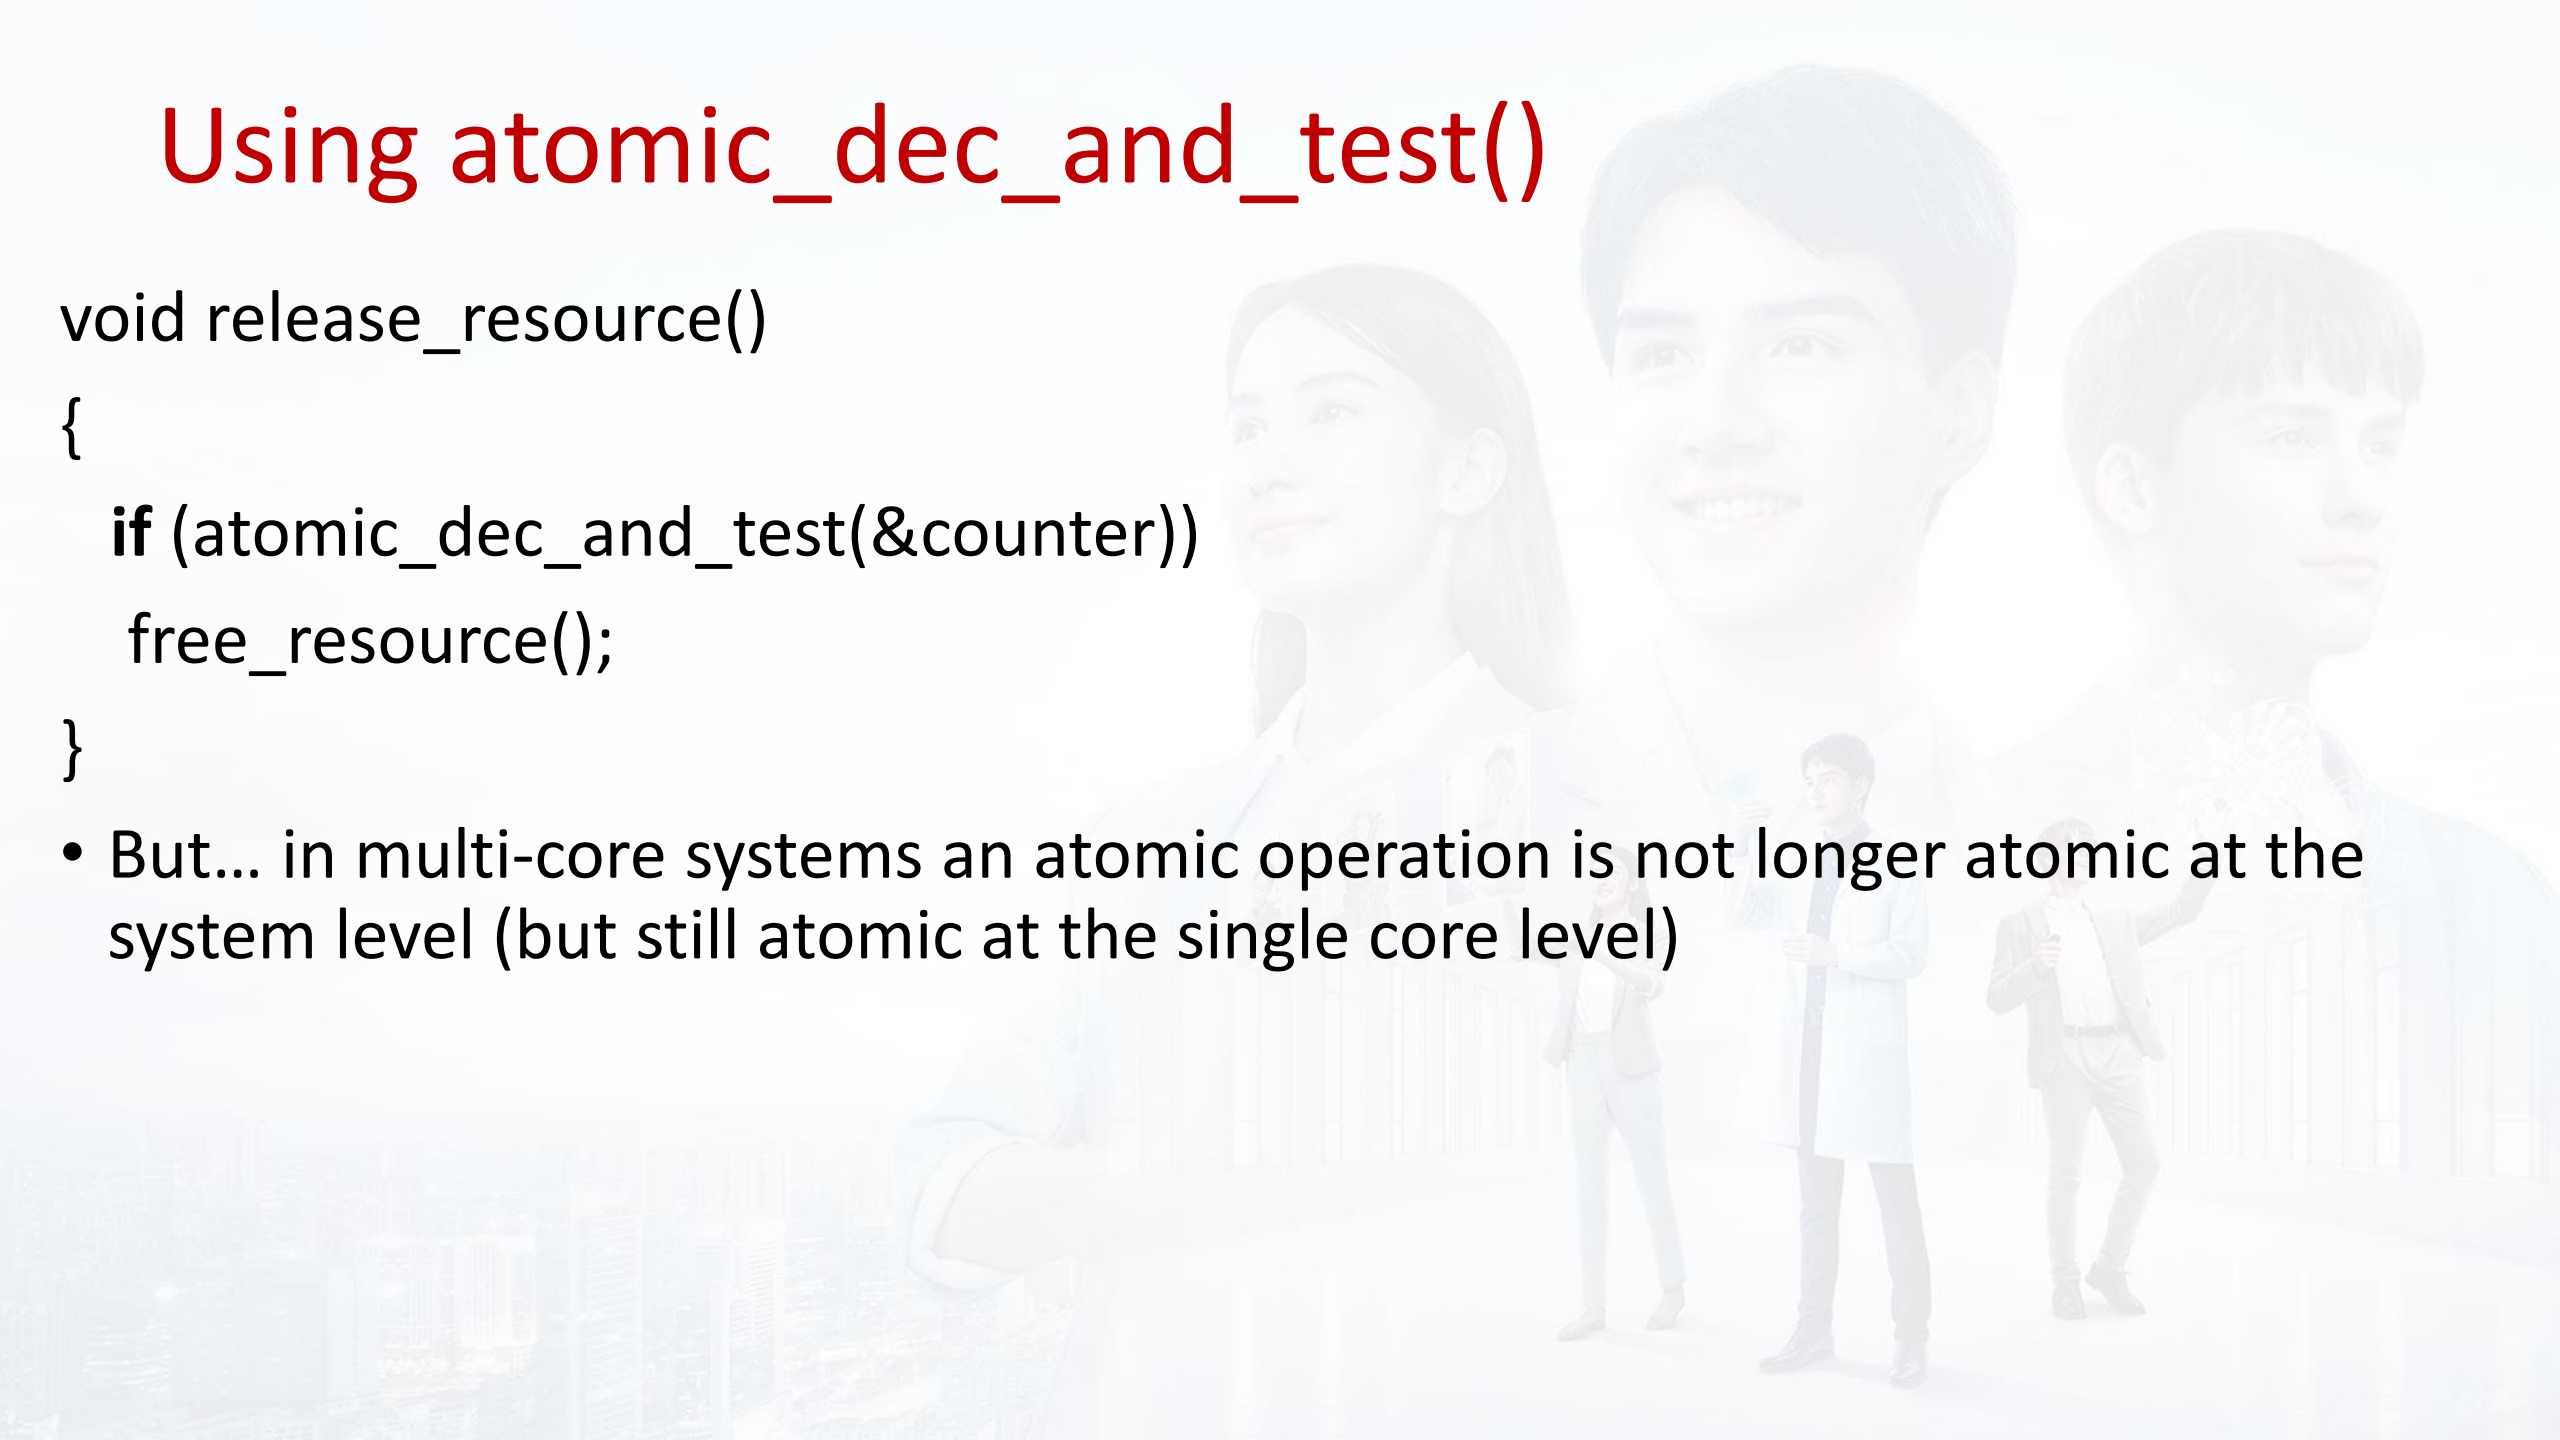 Using atomic_dec_and_test()
void release_resource()
{
if (atomic_dec_and_test(&counter))
free_resource();
}
• But… in multi-core systems an atomic operation is not longer atomic at the
system level (but still atomic at the single core level)